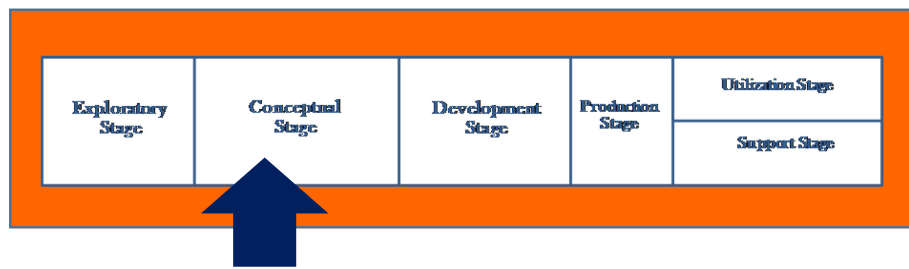 Exploratory
Stage
Conceptual
Stage
Development
Stage
Production
Stage
Utilization Stage
Support Stage